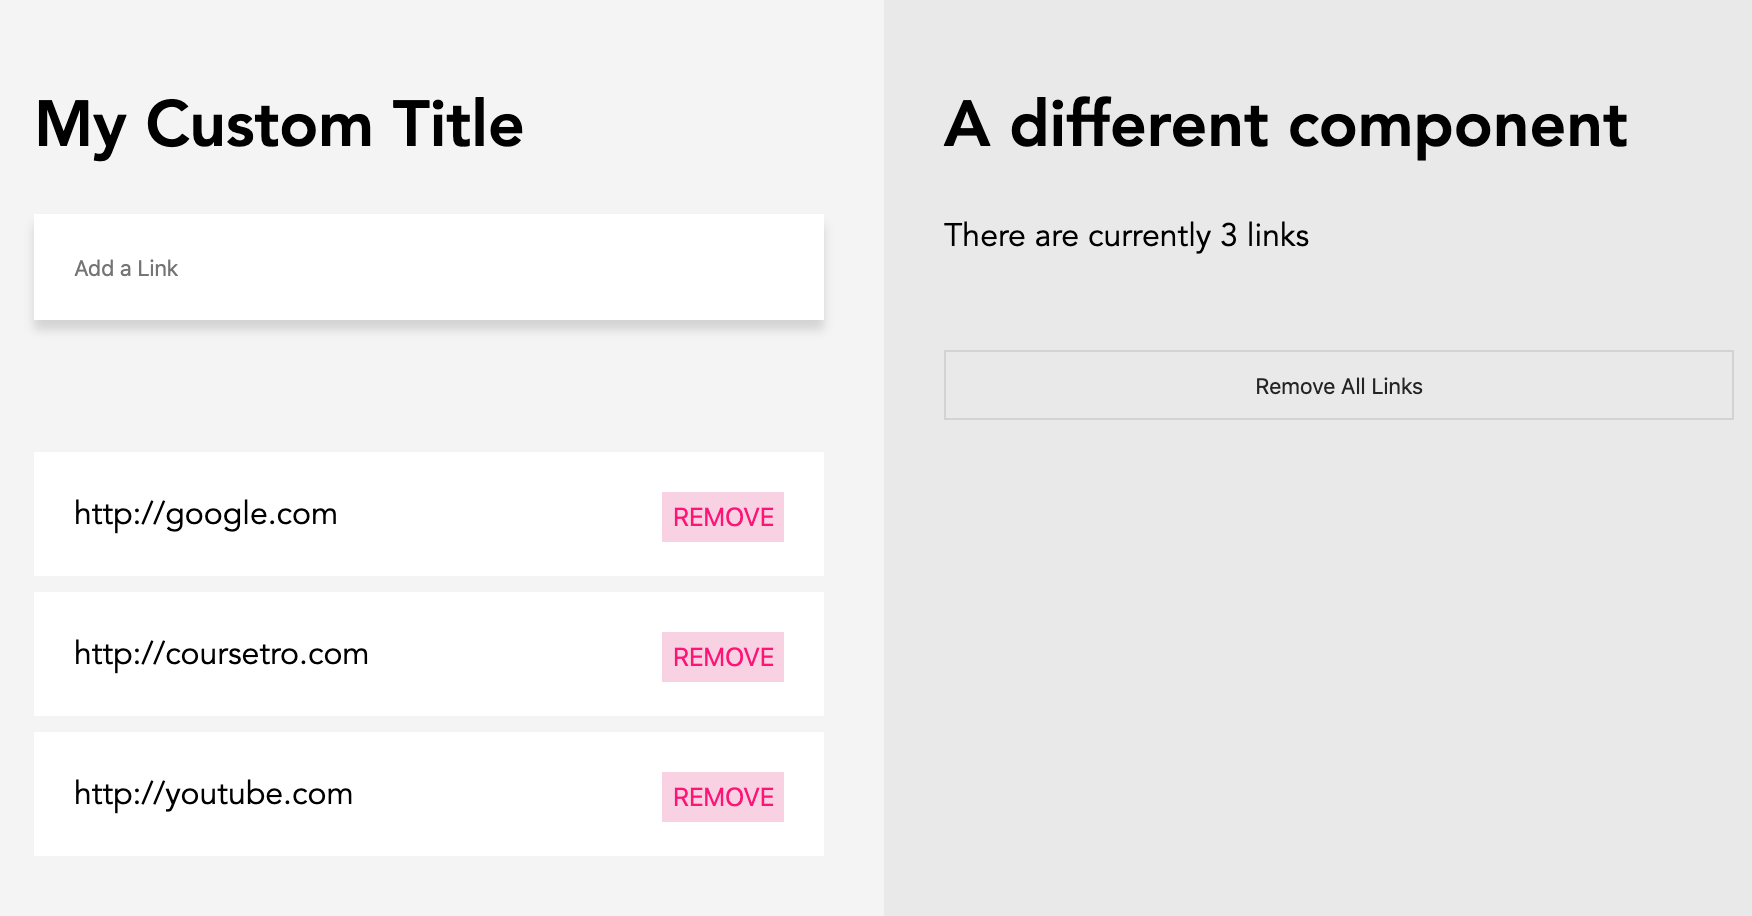 My Custom Title
Add a Link
http://google.com
REMOVE
http://coursetro.com
REMOVE
http://youtube.com
REMOVE
A different component
There are currently 3 links
Remove All Links